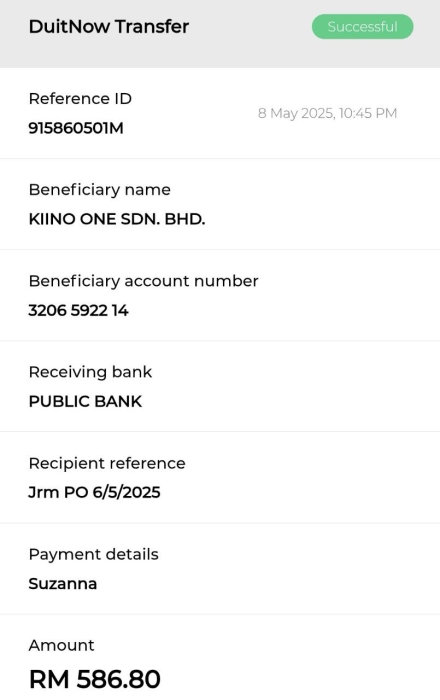 DuitNow Transfer
Successful
Reference ID
8 May 2025, 10:45 PM
915860501M
Beneficiary name
KIINO ONE SDN. BHD.
Beneficiary account number
3206 5922 14
Receiving bank
PUBLIC BANK
Recipient reference
Jrm PO 6/5/2025
Payment details
Suzanna
Amount
RM 586.80